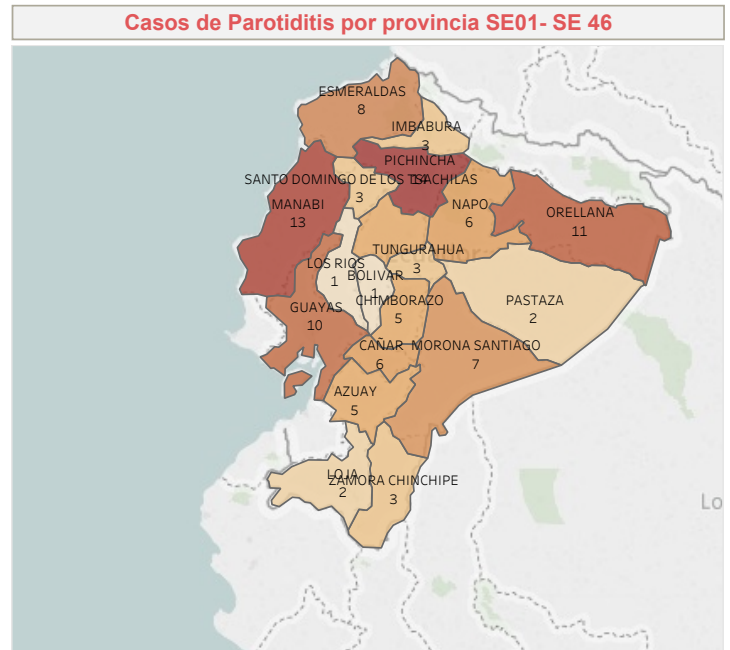 Casos de Parotiditis por provincia SE01- SE 46
ESMERALDAS
8
IMBABURA
3
PICHINCHA
14
SANTO DOMINGO DE LOS TSACHILAS
3
MANABI
13
NAPO
6
ORELLANA
11
TUNGURAHUA
3
LOS RIOS
1
BOLIVAR
1
CHIMBORAZO
5
PASTAZA
2
GUAYAS
10
CAÑAR
6
MORONA SANTIAGO
7
AZUAY
5
LOJA
2
ZAMORA CHINCHIPE
3
Lo